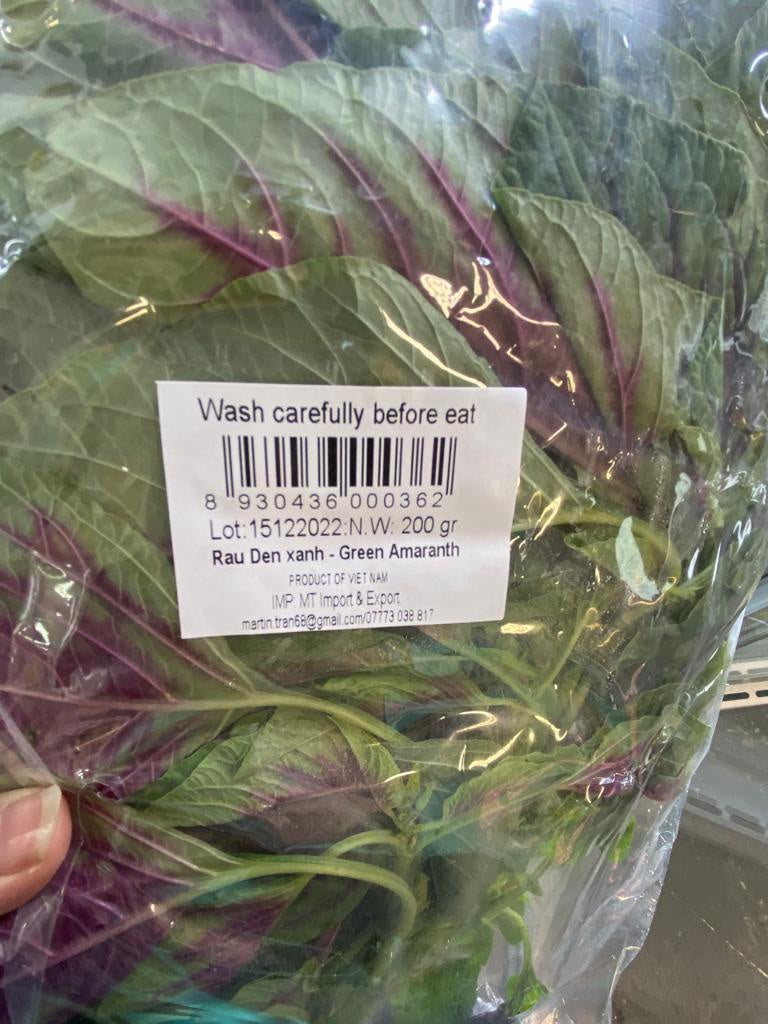 Wash carefully before eat
8 930436 000362
Lot:15122022:N.W: 200 gr
Rau Den xanh - Green Amaranth
PRODUCT OF VIET NAM
IMP: MT Import & Export
martin.tran68@gmail.com/07773 038 817